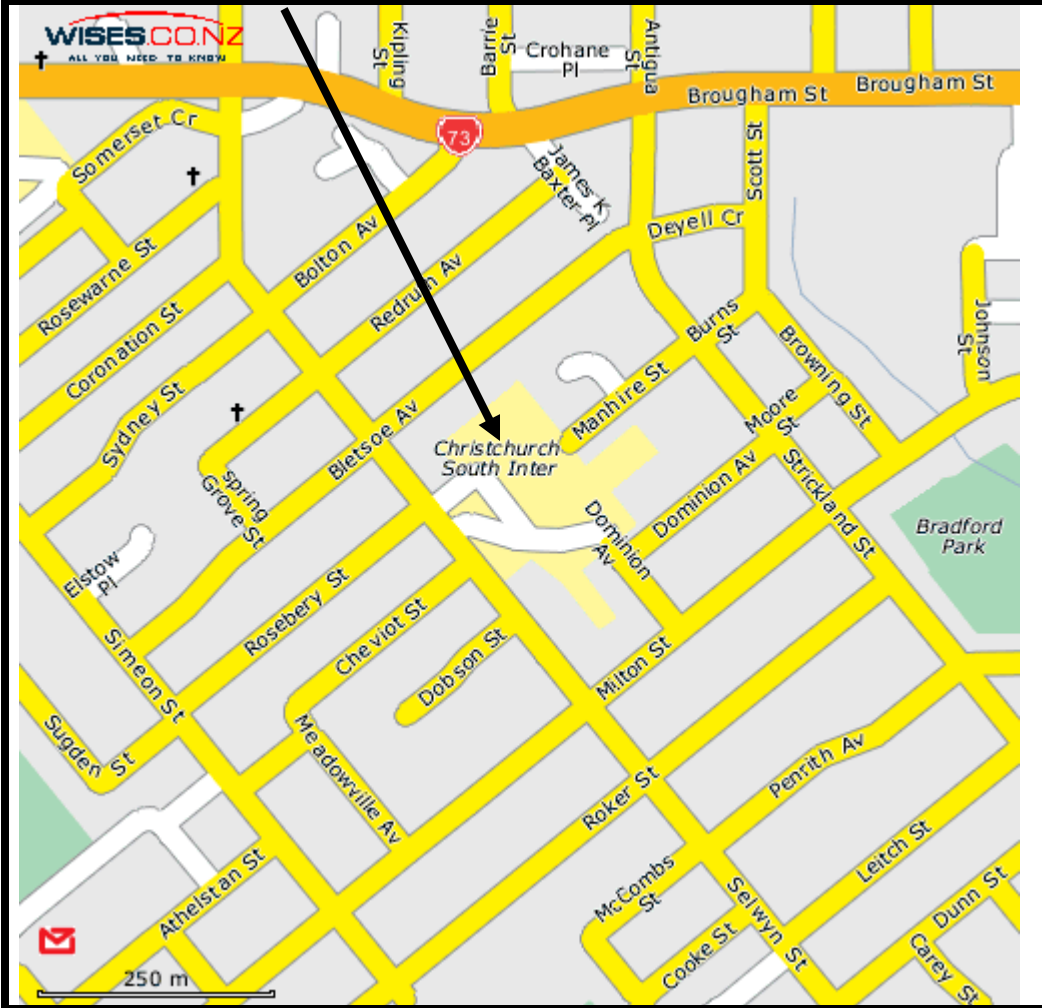 WISES.CO.NZ
ALL YOU NEED TO KNOW
Kipling
St
Barrie
St
Crohane
Pl
Antigua
St
Brougham St
Brougham St
73
Somerset Cr
James K
Baxter Pl
Scott St
Deyell Cr
Rosewarne St
Bolton Av
Redruth Av
Coronation St
Burns
St
Johnson
St
Browning St
Sydney St
Manhire St
Moore
St
Bletsoe Av
Christchurch
South Inter
Spring
Grove St
Dominion Av
Strickland St
Dominion
Av
Bradford
Park
Elstow
Pl
Rosebery St
Cheviot St
Simeon St
Dobson St
Milton St
Sugden St
Meadowville Av
Penrith Av
Roker St
Leitch St
Athelstan St
McCombs
St
Selwyn St
Dunn St
Cooke St
Carey St
250 m